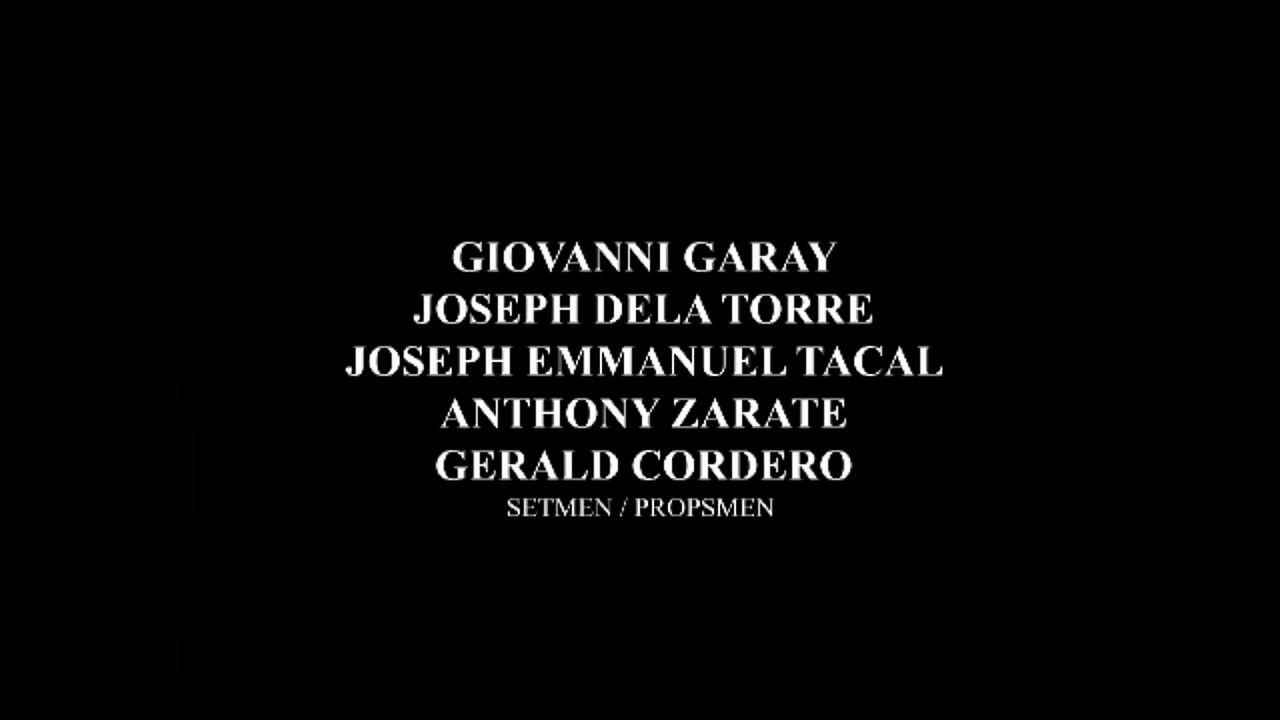 GIOVANNI GARAY
JOSEPH DELA TORRE
JOSEPH EMMANUEL TACAL
ANTHONY ZARATE
GERALD CORDERO
SETMEN / PROPSMEN